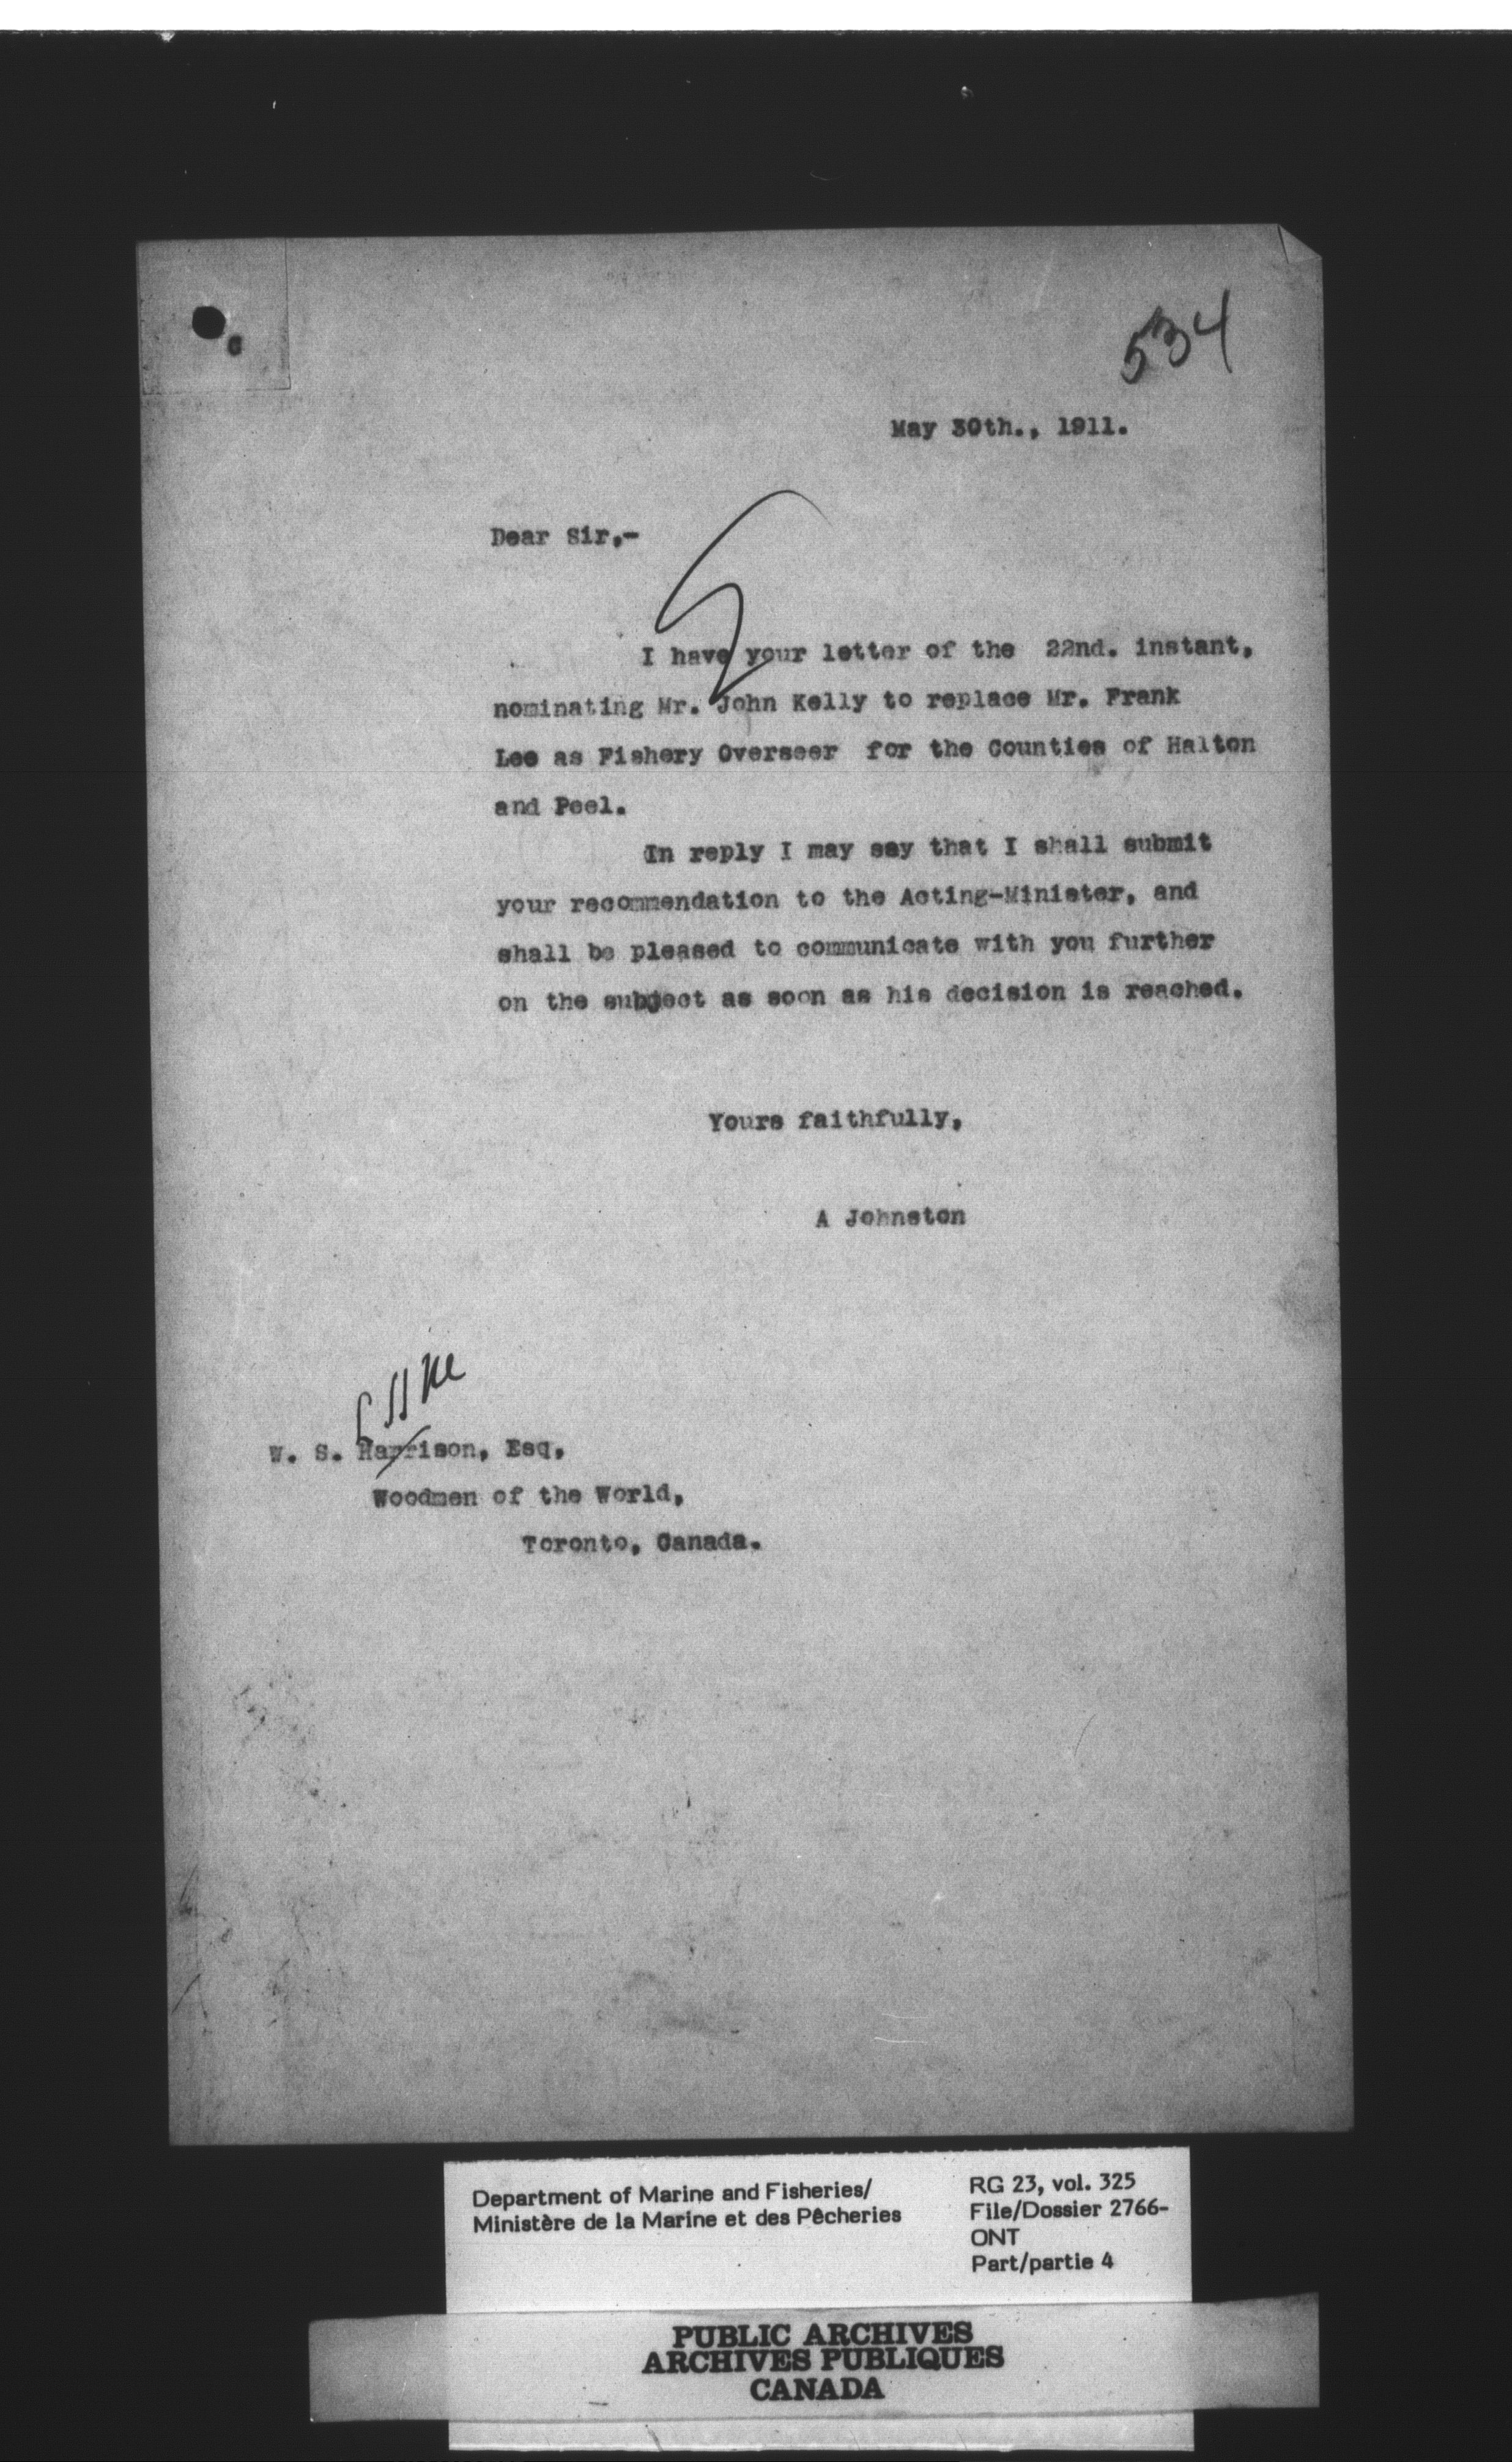 534
May 30th., 1911.
Dear Sir,-
I have your letter of the 22nd. instant,
nominating Mr. John Kelly to replace Mr. Frank
Lee as Fishery Overseer for the Counties of Halton
and Peel.
In reply I may say that I shall submit
your recommendation to the Acting-Minister, and
shall be pleased to communicate with you further
on the subject as soon as his decision is reached.
Yours faithfully,
A Johnston
W. S. Harrison, Esq,
Woodmen of the World,
Toronto, Canada.
Department of Marine and Fisheries/
Ministère de la Marine et des Pêcheries
RG 23, vol. 325
File/Dossier 2766-
ONT
Part/partie 4
PUBLIC ARCHIVES
ARCHIVES PUBLIQUES
CANADA